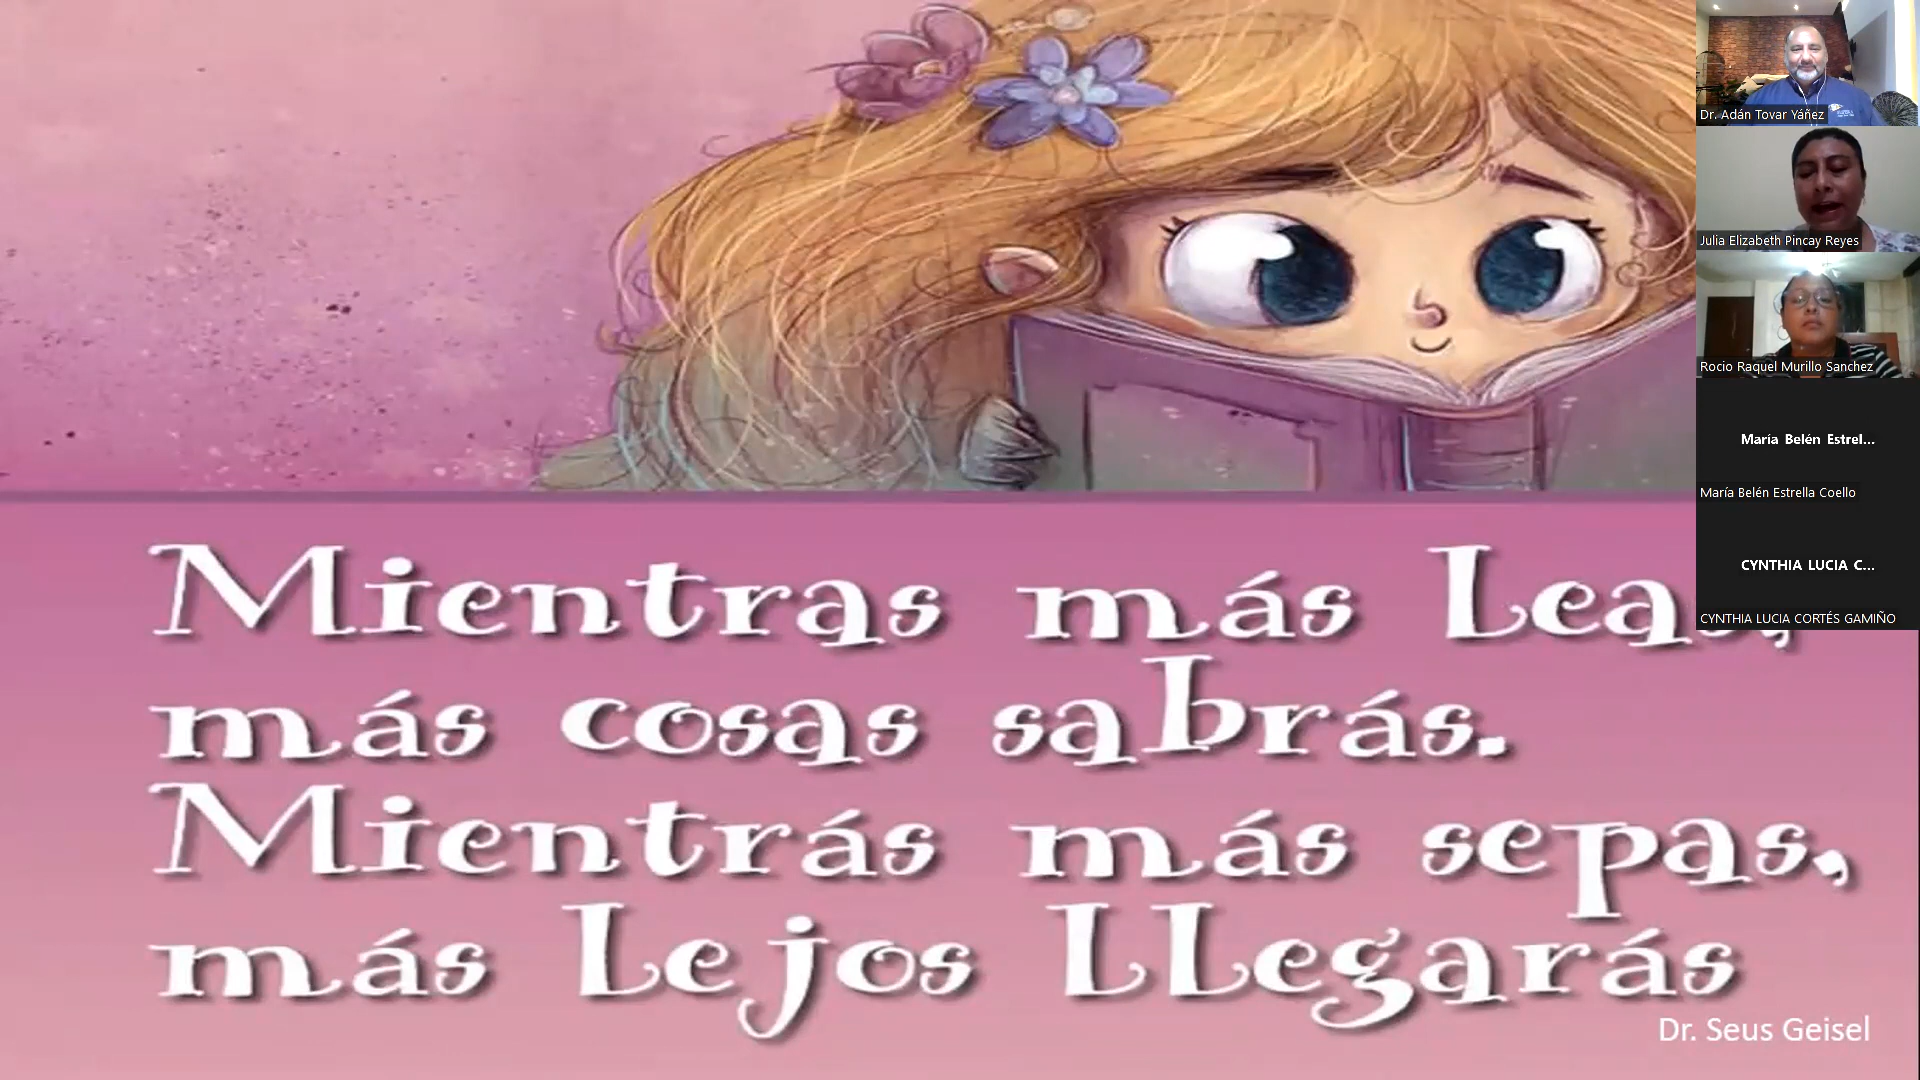 Mientras más Leas,
más cosas sabrás.
Mientrás más sepas,
más Lejos LLegarás
Dr. Seus Geisel
Dr. Adán Tovar Yáñez
Julia Elizabeth Pincay Reyes
Rocio Raquel Murillo Sanchez
María Belén Estrel...
María Belén Estrella Coello
CYNTHIA LUCIA C...
CYNTHIA LUCIA CORTÉS GAMIÑO